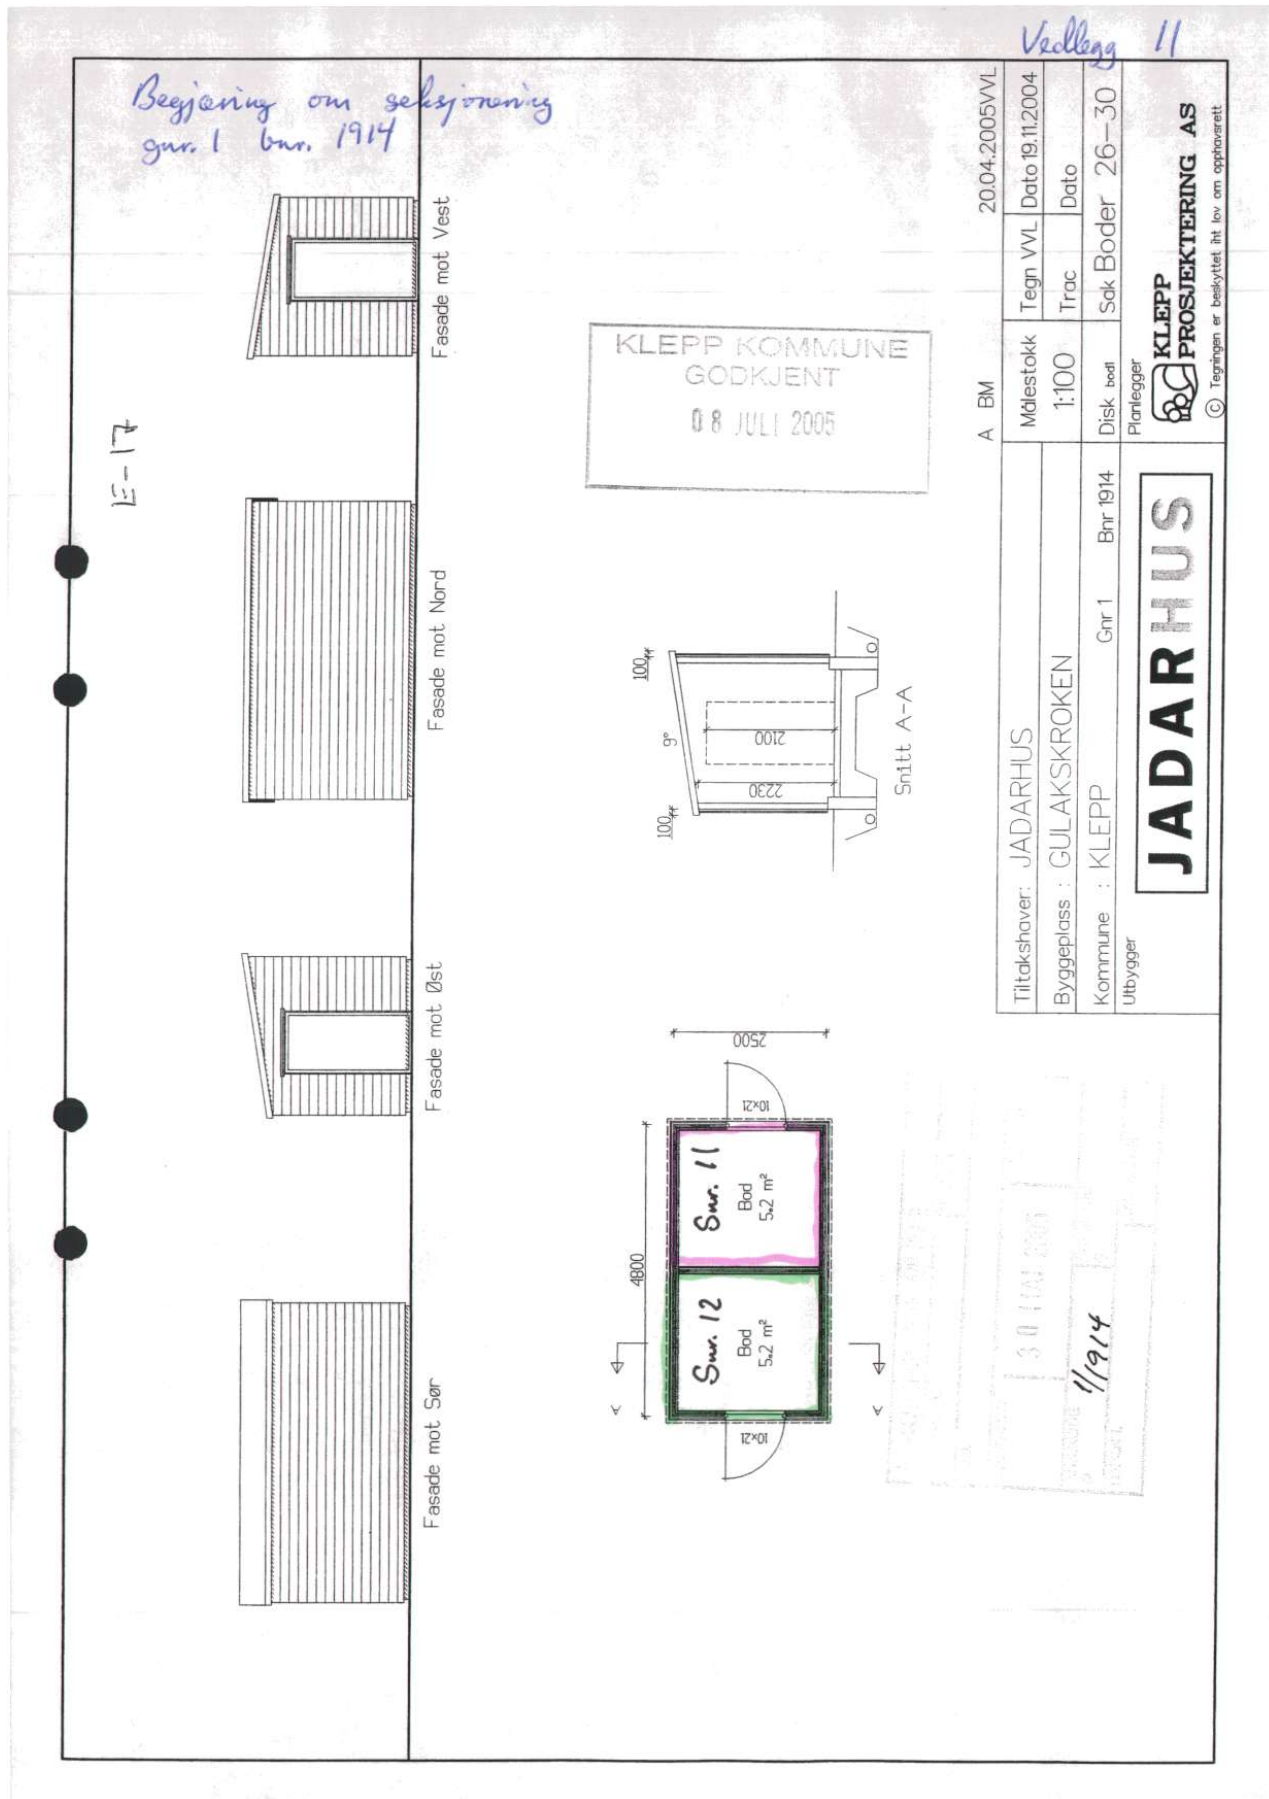 Vedlegg 11
Begjæring om seksjonering
gnr. 1 bnr. 1914
E-17
Fasade mot Vest
Fasade mot Nord
Fasade mot Øst
Fasade mot Sør
KLEPP KOMMUNE
GODKJENT
08 JULI 2005
100
9°
100
2230
2100
Snitt A-A
4800
2500
Snr. 12
Bod
5.2 m²
Snr. 11
Bod
5.2 m²
10x21
10x21
A
A
1/1914
A BM 20.04.2005VVL
Tiltakshaver: JADARHUS
Byggeplass : GULAKSKROKEN
Kommune : KLEPP Gnr 1 Bnr 1914
Målestokk
1:100
Tegn VVL
Dato 19.11.2004
Trac
Dato
Disk bod1
Sak Boder 26-30
Utbygger
JADARHUS
Planlegger
KLEPP
PROSJEKTERING AS
© Tegningen er beskyttet iht lov om opphavsrett